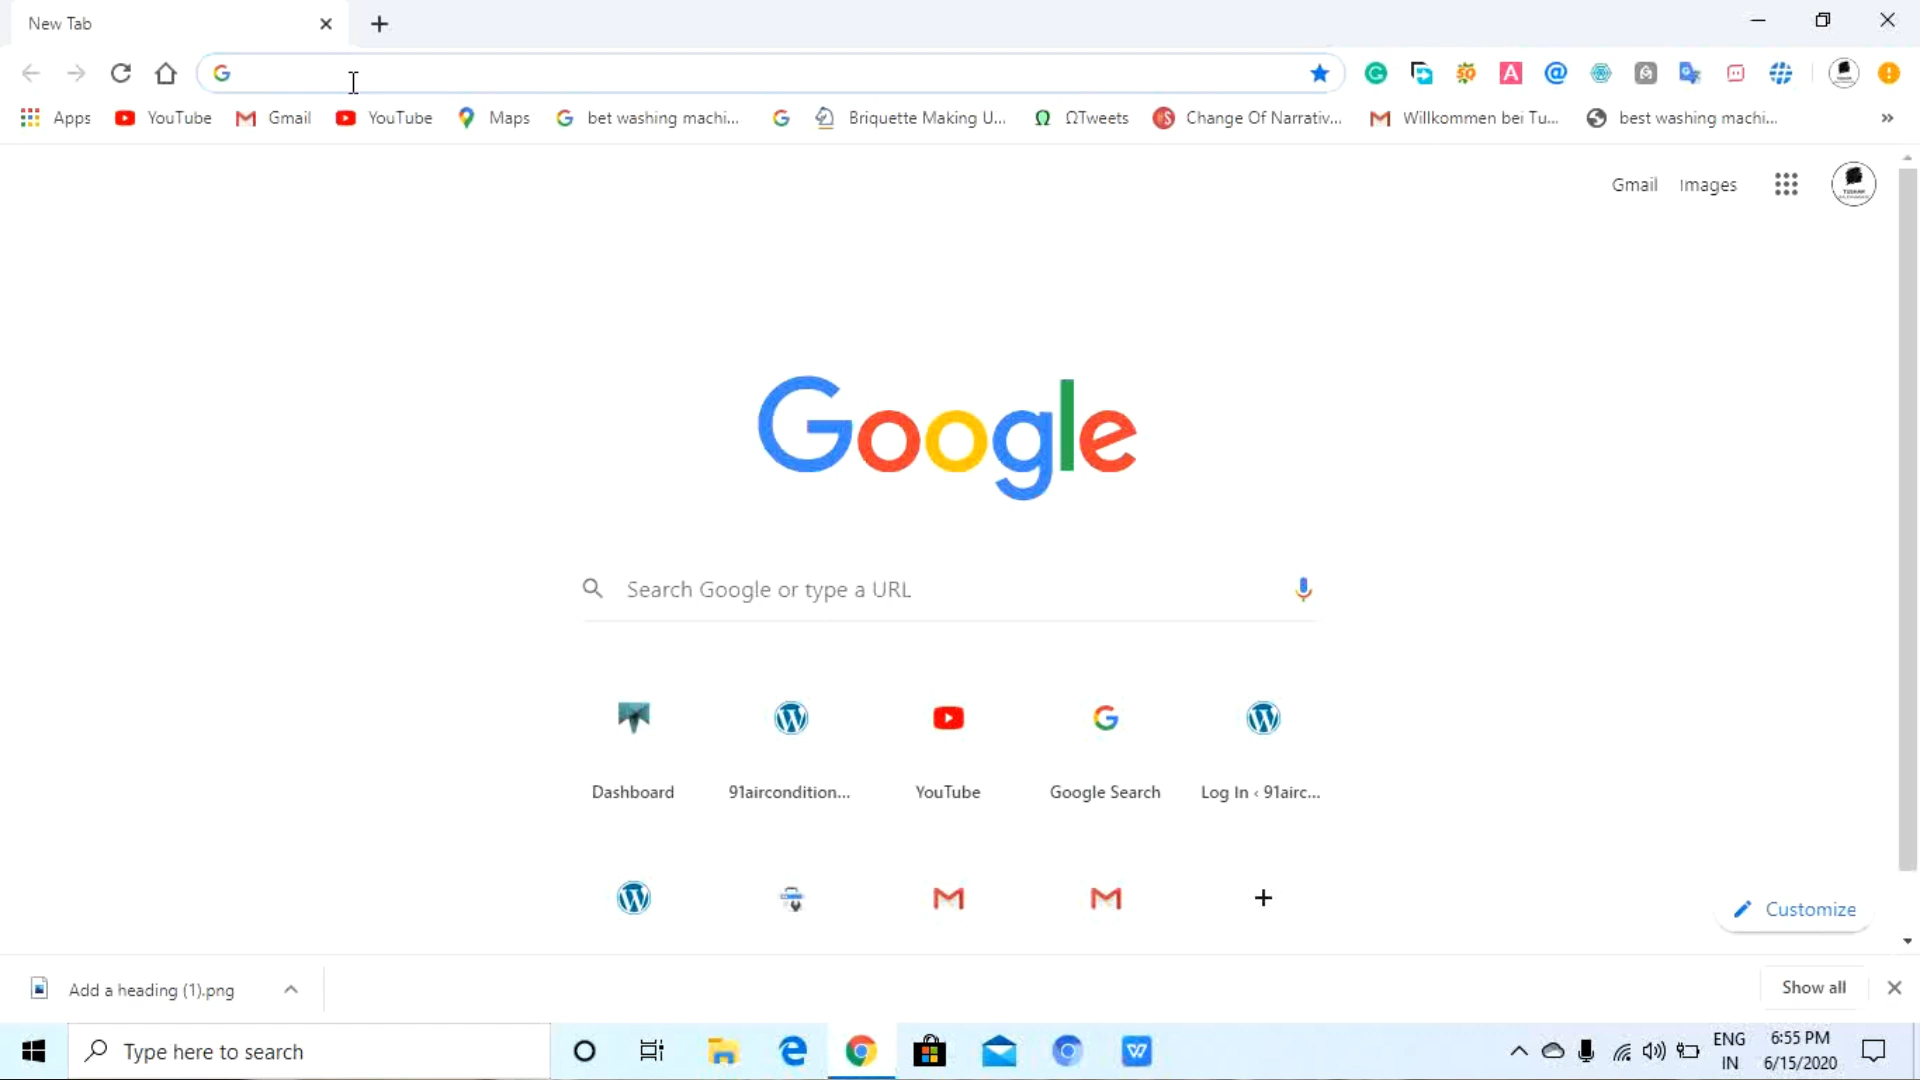 New Tab
Apps YouTube Gmail YouTube Maps bet washing machi... Briquette Making U... ΩTweets Change Of Narrativ... Willkommen bei Tu... best washing machi... »
Gmail Images
Google
Search Google or type a URL
Dashboard 91aircondition... YouTube Google Search Log In ‹ 91airc...
Customize
Add a heading (1).png Show all
Type here to search
ENG 6:55 PM
IN 6/15/2020